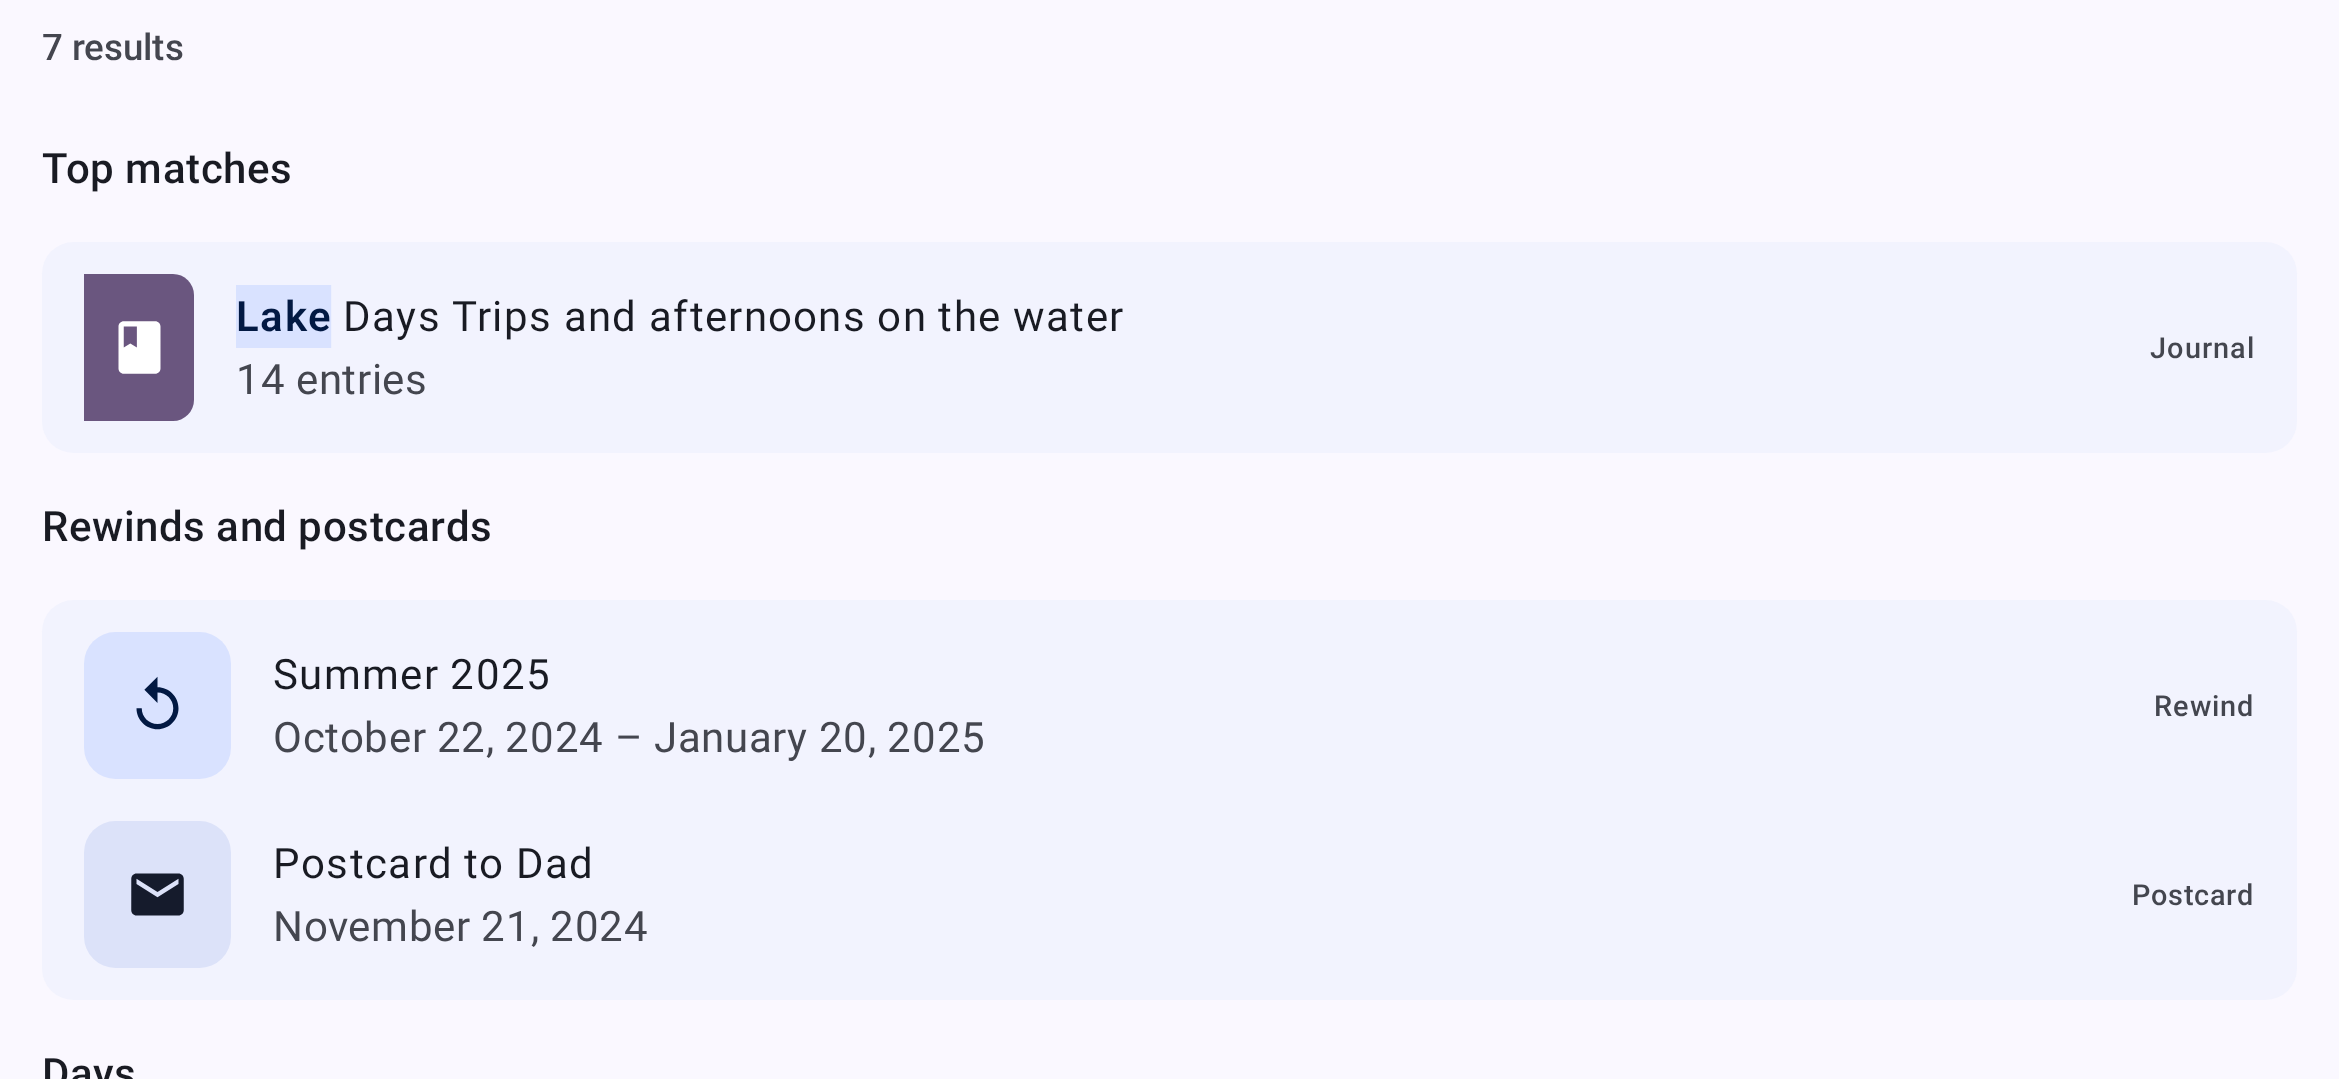 7 results
Top matches
Lake Days Trips and afternoons on the water
14 entries
Journal
Rewinds and postcards
Summer 2025
October 22, 2024 – January 20, 2025
Rewind
Postcard to Dad
November 21, 2024
Postcard
Days